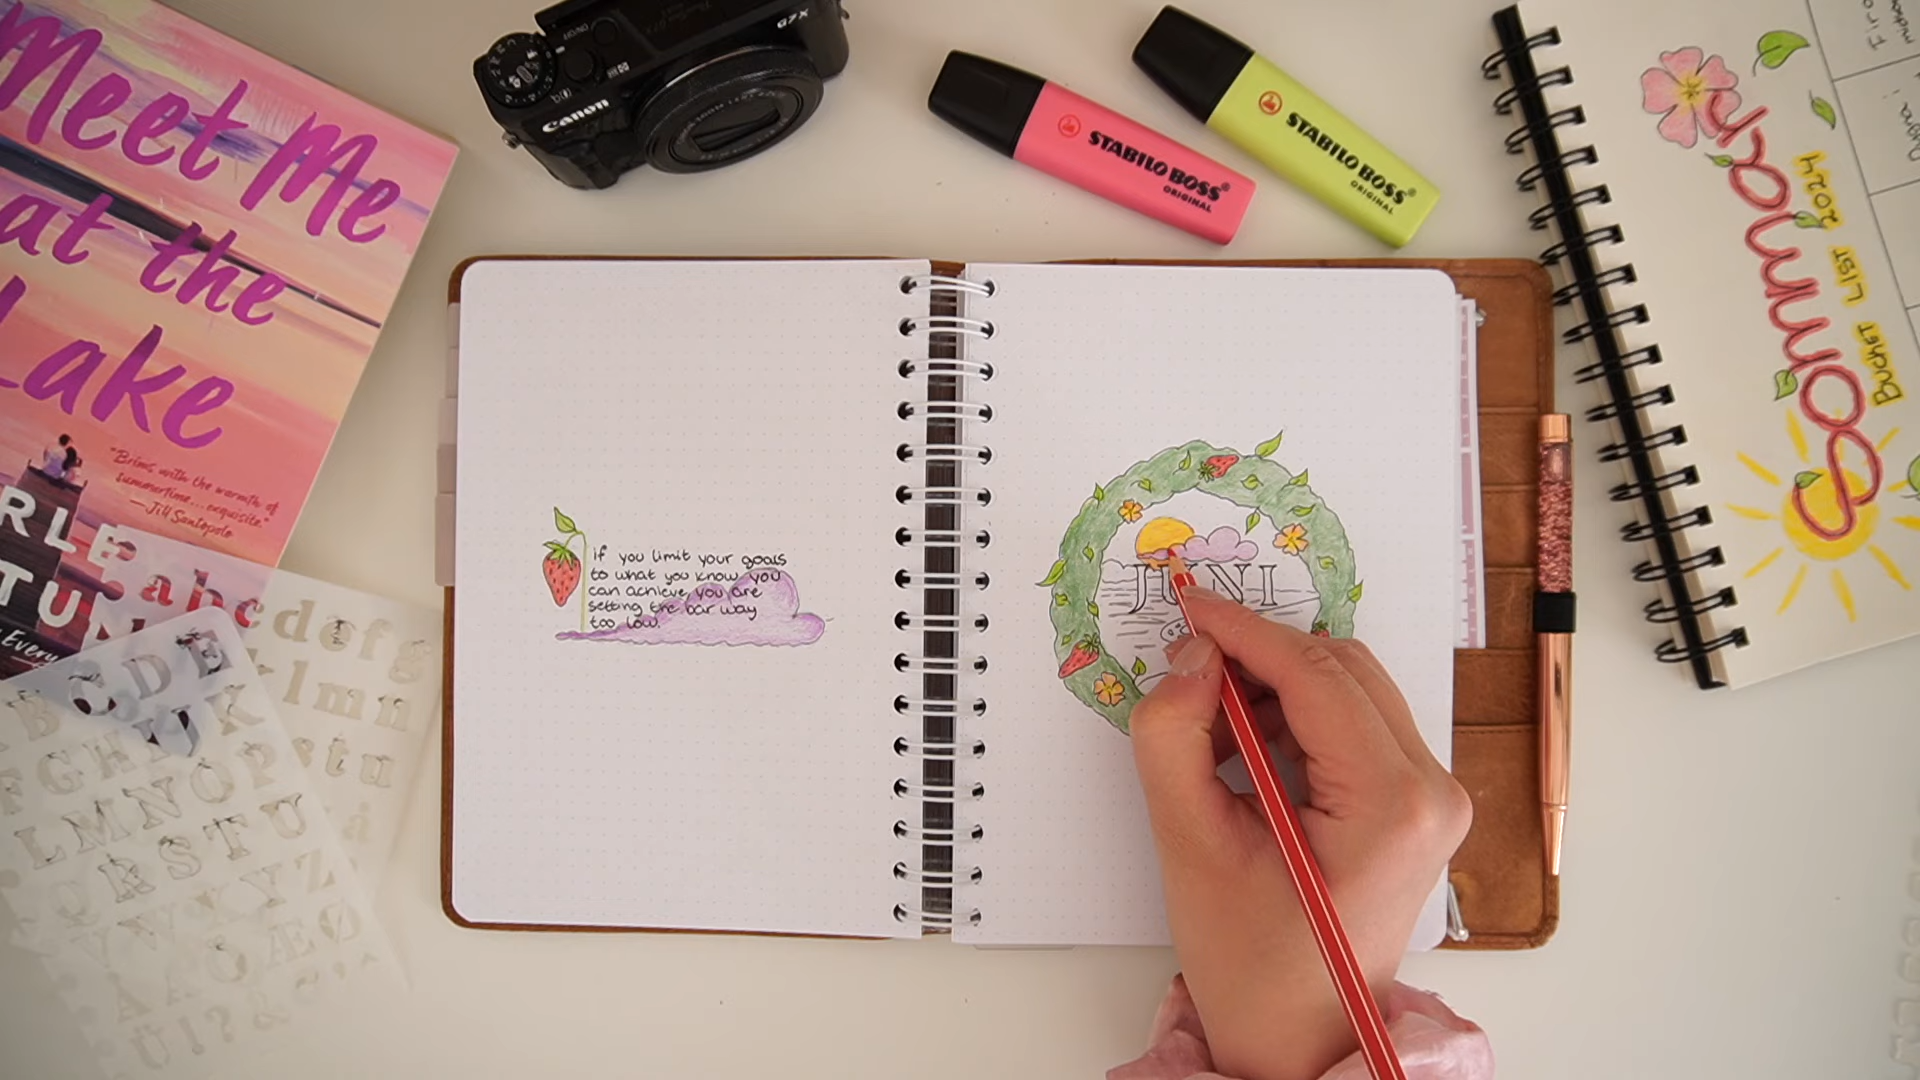 Meet Me
at the
Lake
"Brims with the warmth of
summertime... exquisite."
—Jill Santopolo
Every
Canon
G7X
STABILO BOSS®
ORIGINAL
STABILO BOSS®
ORIGINAL
Sommar
BUCKET LIST 2024
if you limit your goals
to what you know you
can achieve, you are
setting the bar way
too low.
JUNI
a b c d e f g
k l m n
s t u
B C D E
F G H I J K
L M N O P
Q R S T U
V W X Y Z
Å Ä Ö Æ Ø
Ü ! ? &